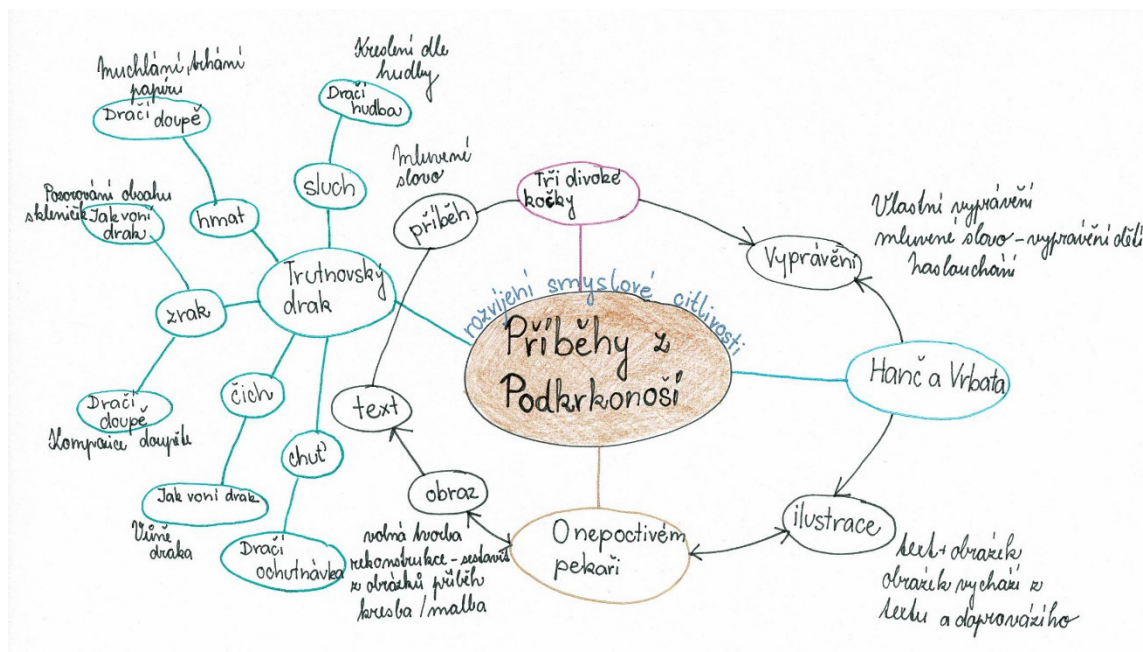 Kreslení dle
hudby
Dračí
hudba
sluch
muchlání, trhání
papíru
Dračí doupě
hmat
Pozorování obsahu
skleniček
Jak voní
drak
zrak
Dračí
doupě
Kompozice doupěte
Trutnovský
drak
čich
Jak voní drak
Vůně
draka
chuť
Dračí
ochutnávka
Mluvené
slovo
příběh
Tři divoké
kočky
Vyprávění
Vlastní vyprávění
mluvené slovo – vyprávění dětí
naslouchání
rozvíjení smyslové citlivosti
Příběhy z
Podkrkonoší
Hanč a Vrbata
text
obraz
volná tvorba
rekonstrukce – sestavit
z obrázků příběh
kresba / malba
O nepoctivém
pekaři
ilustrace
text + obrázek
obrázek vychází z
textu a doprovází ho